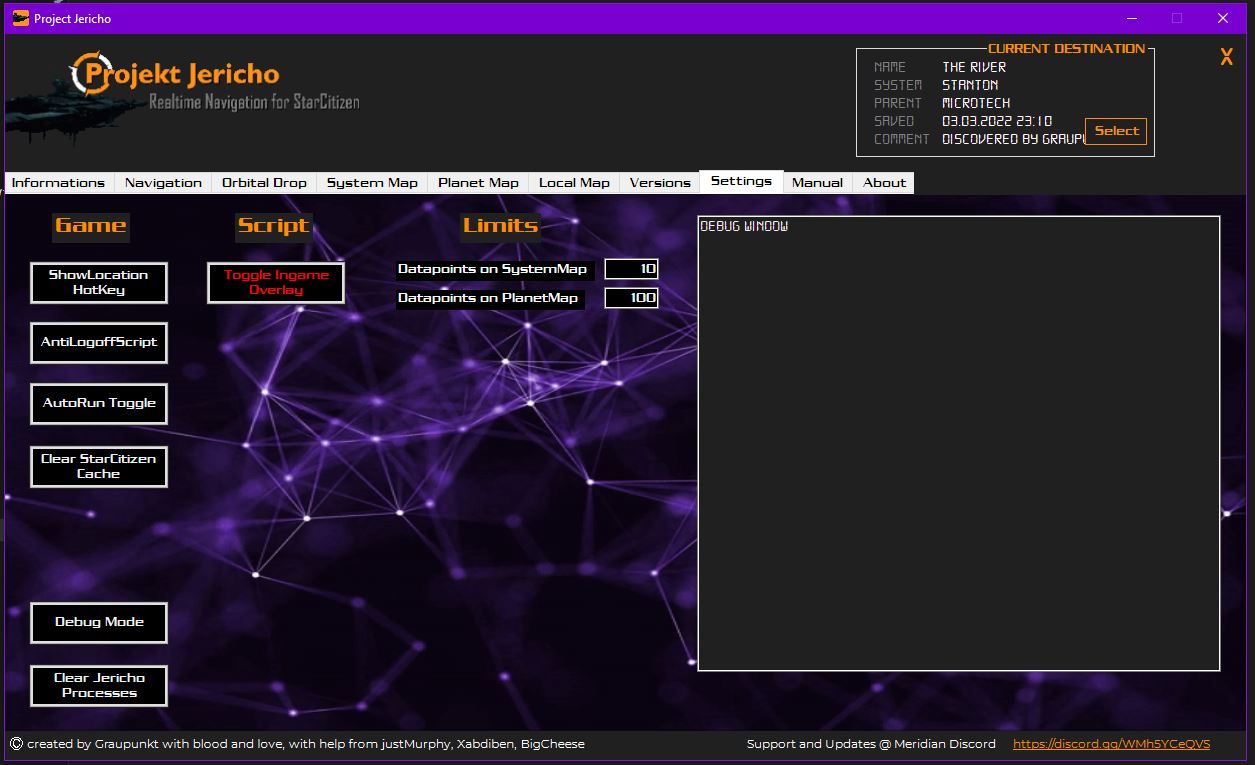 Project Jericho
Projekt Jericho
Realtime Navigation for StarCitizen
CURRENT DESTINATION
NAME THE RIVER
SYSTEM STANTON
PARENT MICROTECH
SAVED 03.03.2022 23:10
COMMENT DISCOVERED BY GRAUPU
Select
X
Informations Navigation Orbital Drop System Map Planet Map Local Map Versions Settings Manual About
Game
ShowLocation
HotKey
AntiLogoffScript
AutoRun Toggle
Clear StarCitizen
Cache
Debug Mode
Clear Jericho
Processes
Script
Toggle Ingame
Overlay
Limits
Datapoints on SystemMap 10
Datapoints on PlanetMap 100
DEBUG WINDOW
© created by Graupunkt with blood and love, with help from justMurphy, Xabdiben, BigCheese
Support and Updates @ Meridian Discord https://discord.gg/WMh5YCeQVS